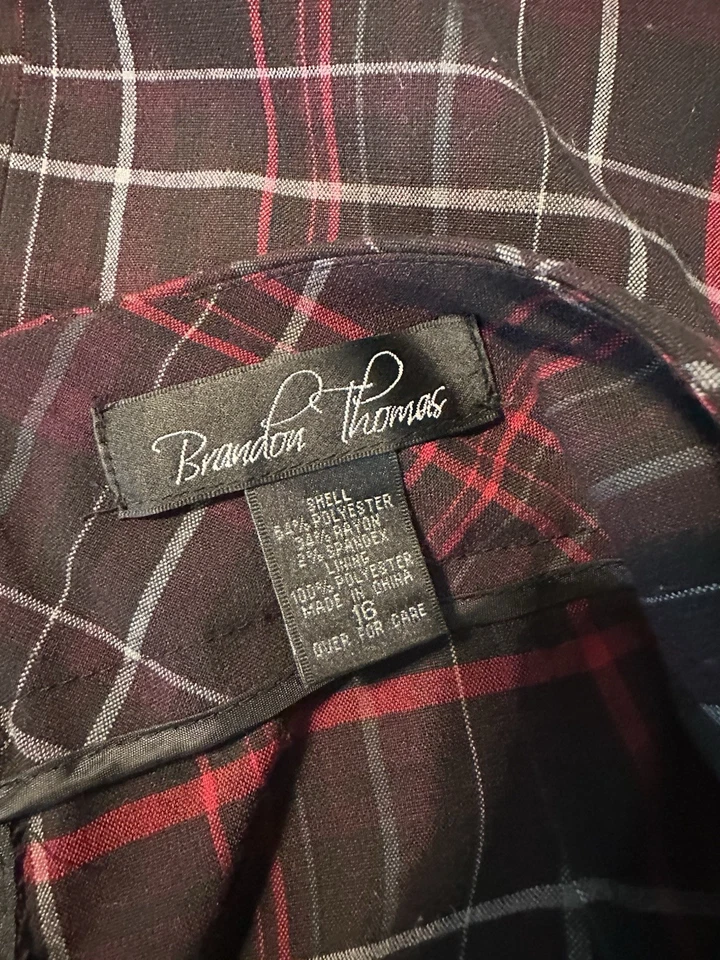 Brandon Thomas
SHELL
64% POLYESTER
34% RAYON
2% SPANDEX
LINING
100% POLYESTER
MADE IN CHINA
16
OVER FOR CARE